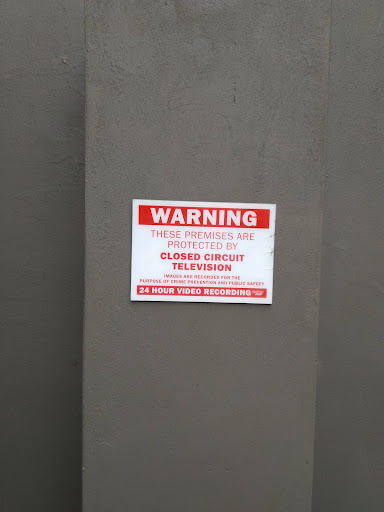 WARNING
THESE PREMISES ARE
PROTECTED BY
CLOSED CIRCUIT
TELEVISION
IMAGES ARE RECORDED FOR THE
PURPOSE OF CRIME PREVENTION AND PUBLIC SAFETY
24 HOUR VIDEO RECORDING